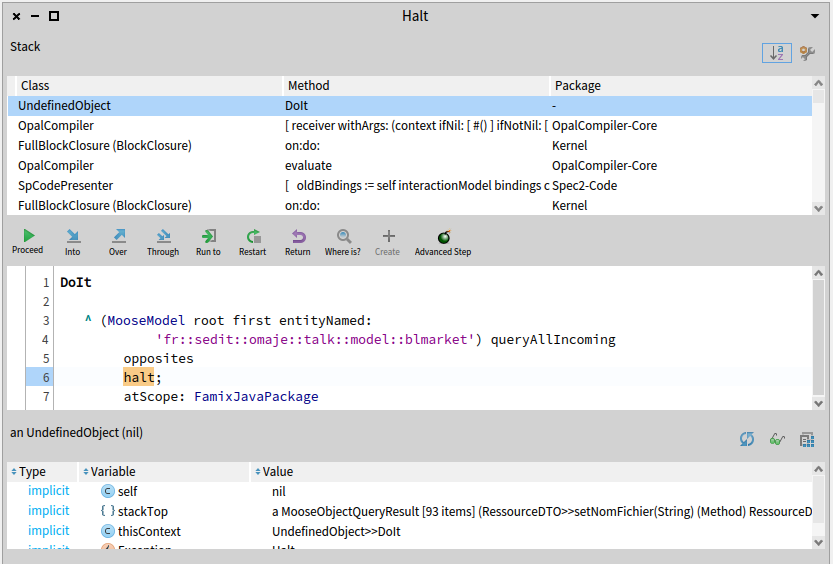 Halt
Stack
Class Method Package
UndefinedObject DoIt -
OpalCompiler [ receiver withArgs: (context ifNil: [ #() ] ifNotNil: [ OpalCompiler-Core
FullBlockClosure (BlockClosure) on:do: Kernel
OpalCompiler evaluate OpalCompiler-Core
SpCodePresenter [ oldBindings := self interactionModel bindings c Spec2-Code
FullBlockClosure (BlockClosure) on:do: Kernel
Proceed Into Over Through Run to Restart Return Where is? Create Advanced Step
1 DoIt
2
3 ^ (MooseModel root first entityNamed:
4 'fr::sedit::omaje::talk::model::blmarket') queryAllIncoming
5 opposites
6 halt;
7 atScope: FamixJavaPackage
an UndefinedObject (nil)
Type Variable Value
implicit C self nil
implicit { } stackTop a MooseObjectQueryResult [93 items] (RessourceDTO>>setNomFichier(String) (Method) RessourceD
implicit C thisContext UndefinedObject>>DoIt
implicit Exception Halt